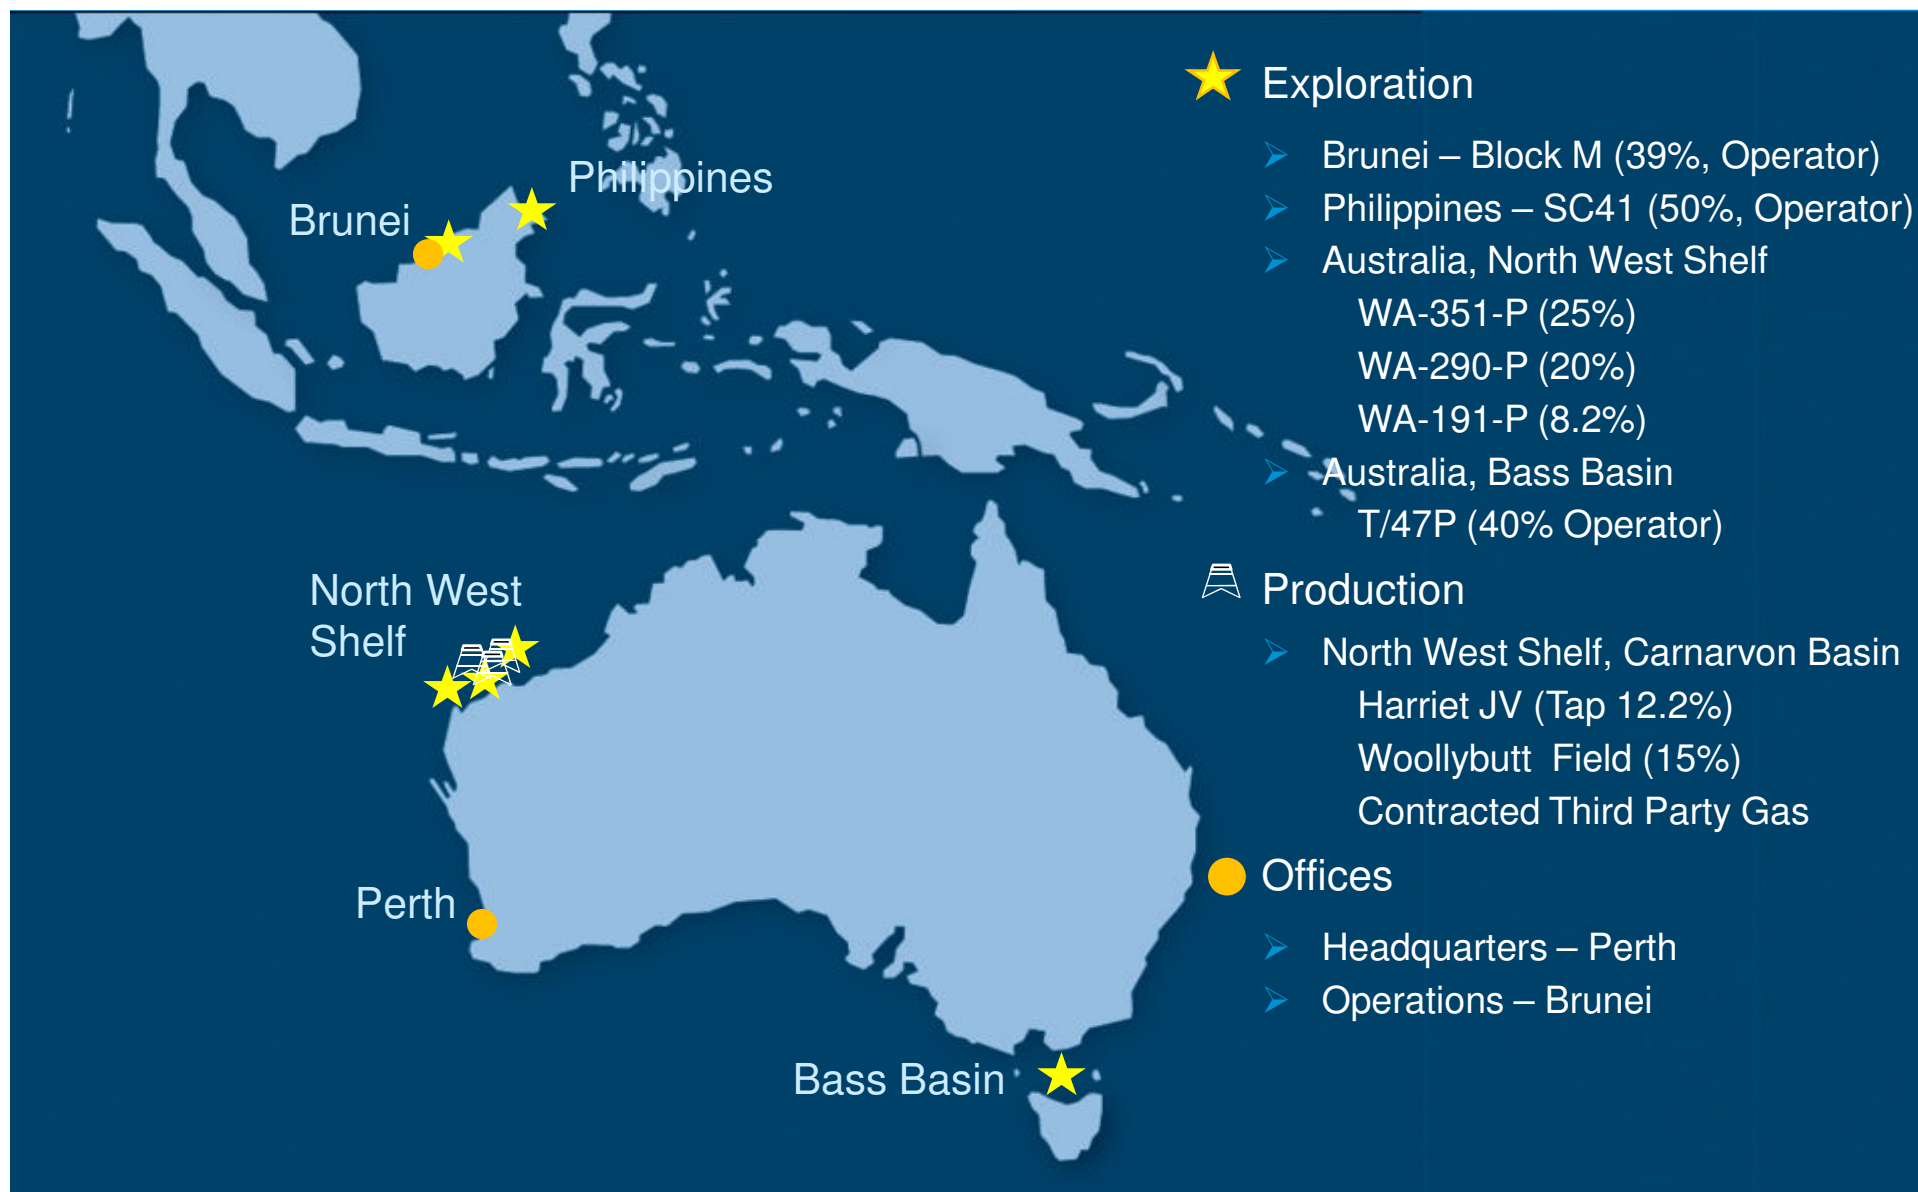 Philippines
Brunei
North West
Shelf
Perth
Bass Basin
Exploration
Brunei – Block M (39%, Operator)
Philippines – SC41 (50%, Operator)
Australia, North West Shelf
WA-351-P (25%)
WA-290-P (20%)
WA-191-P (8.2%)
Australia, Bass Basin
T/47P (40% Operator)
Production
North West Shelf, Carnarvon Basin
Harriet JV (Tap 12.2%)
Woollybutt  Field (15%)
Contracted Third Party Gas
Offices
Headquarters – Perth
Operations – Brunei